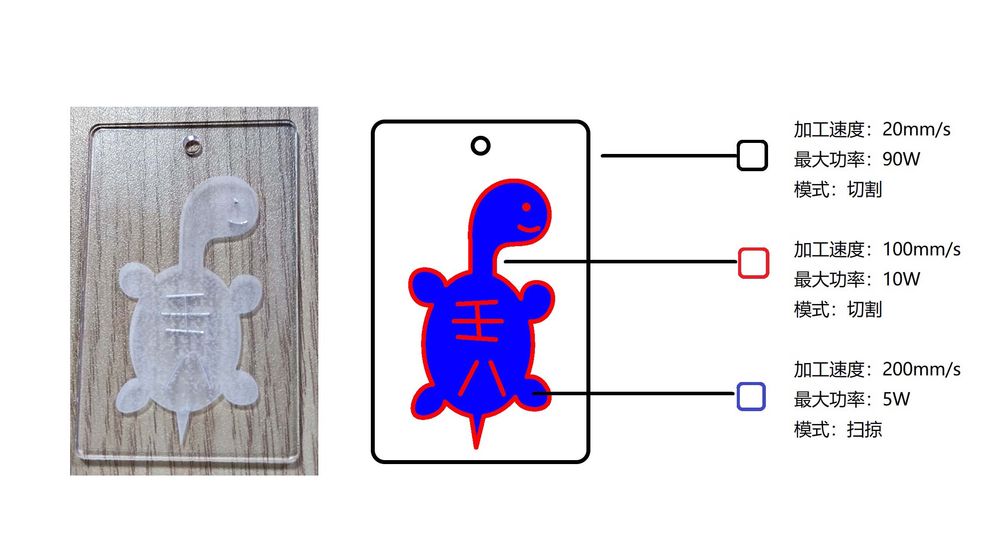 王
八
加工速度：20mm/s
最大功率：90W
模式：切割
加工速度：100mm/s
最大功率：10W
模式：切割
加工速度：200mm/s
最大功率：5W
模式：扫掠